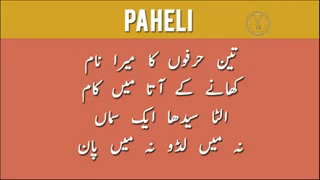 PAHELI
تین حرفوں کا میرا نام
کھانے کے آتا میں کام
الٹا سیدھا ایک سماں
نہ میں لڈو نہ میں پان